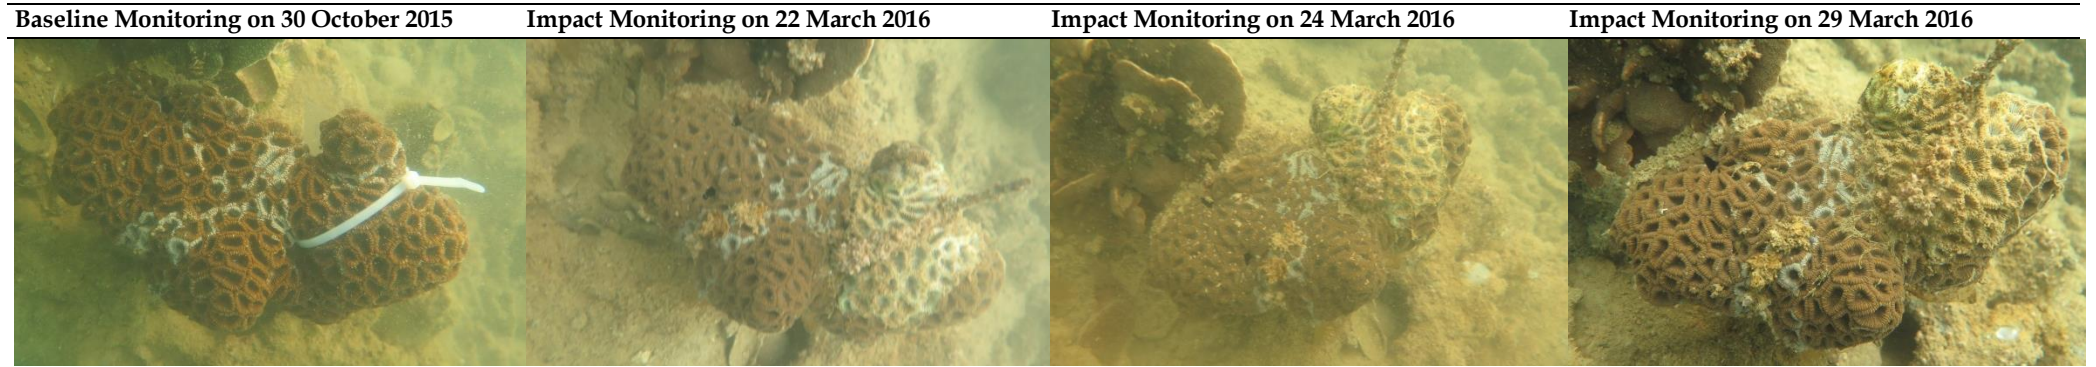 Baseline Monitoring on 30 October 2015
Impact Monitoring on 22 March 2016
Impact Monitoring on 24 March 2016
Impact Monitoring on 29 March 2016